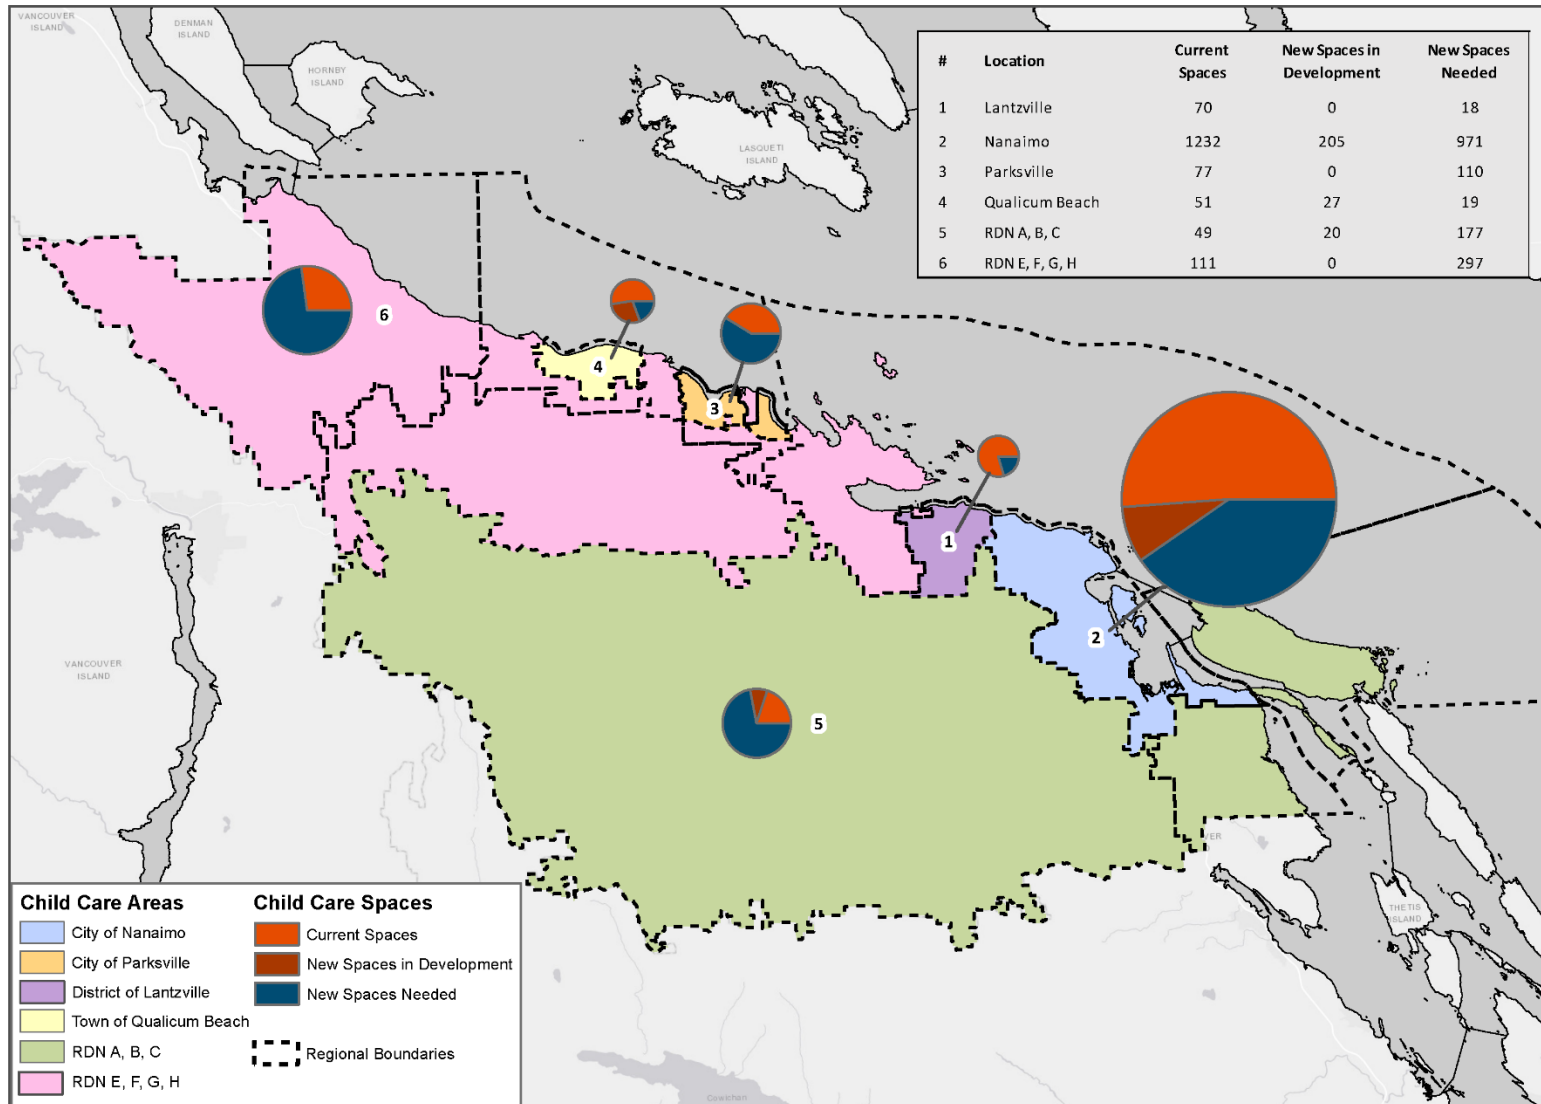 VANCOUVER
ISLAND
DENMAN
ISLAND
HORNBY
ISLAND
LASQUETI
ISLAND
# Location Current Spaces New Spaces in Development New Spaces Needed
1 Lantzville 70 0 18
2 Nanaimo 1232 205 971
3 Parksville 77 0 110
4 Qualicum Beach 51 27 19
5 RDN A, B, C 49 20 177
6 RDN E, F, G, H 111 0 297
6
4
3
1
2
5
VANCOUVER
ISLAND
VER
THETIS
ISLAND
Child Care Areas
City of Nanaimo
City of Parksville
District of Lantzville
Town of Qualicum Beach
RDN A, B, C
RDN E, F, G, H
Child Care Spaces
Current Spaces
New Spaces in Development
New Spaces Needed
Regional Boundaries
Cowichan